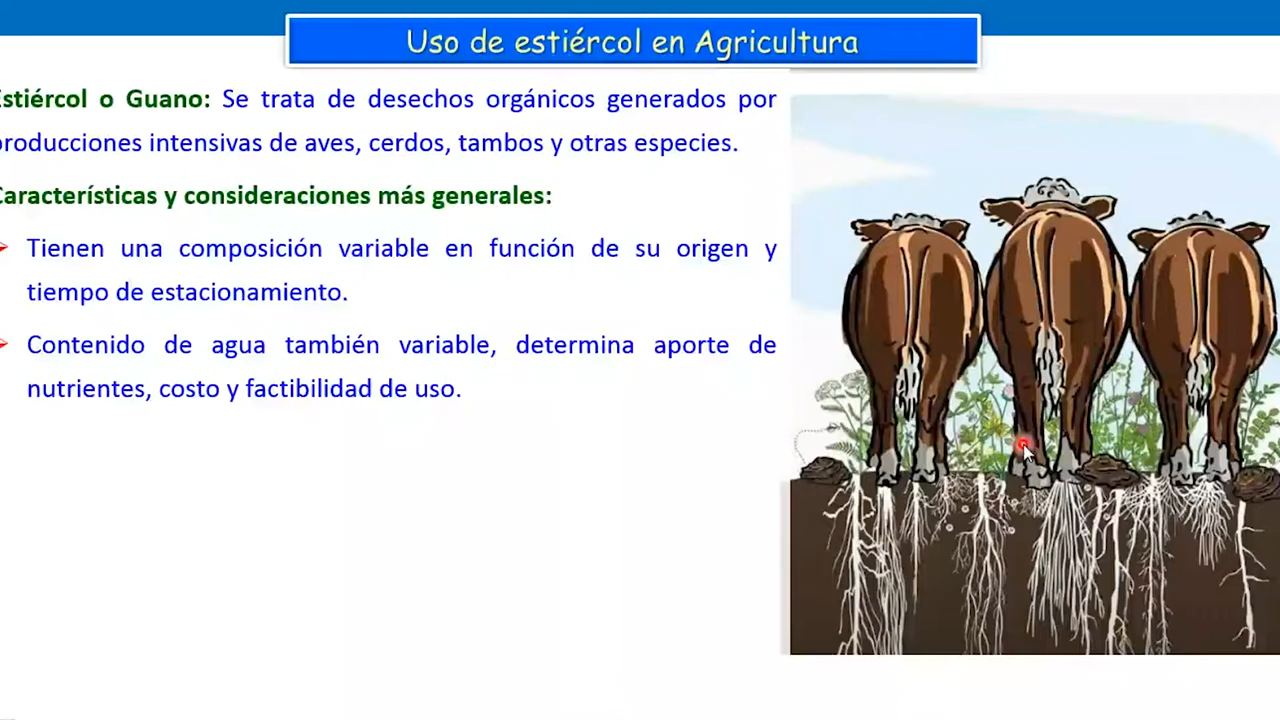 Uso de estiércol en Agricultura
stiércol o Guano: Se trata de desechos orgánicos generados por
roducciones intensivas de aves, cerdos, tambos y otras especies.
aracterísticas y consideraciones más generales:
Tienen una composición variable en función de su origen y
tiempo de estacionamiento.
Contenido de agua también variable, determina aporte de
nutrientes, costo y factibilidad de uso.